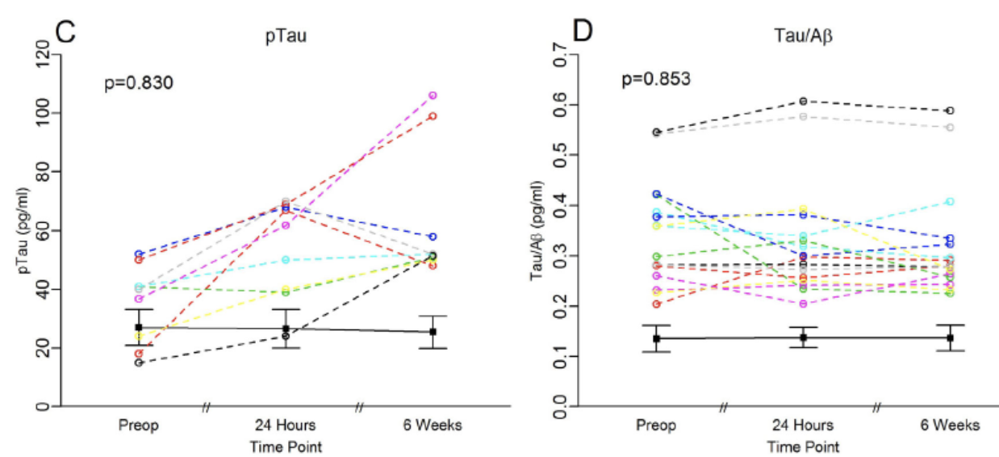 C
pTau
p=0.830
pTau (pg/ml)
120
100
80
60
40
20
0
Preop
24 Hours
6 Weeks
Time Point
D
Tau/Aβ
p=0.853
Tau/Aβ (pg/ml)
0.7
0.6
0.5
0.4
0.3
0.2
0.1
0.0
Preop
24 Hours
6 Weeks
Time Point